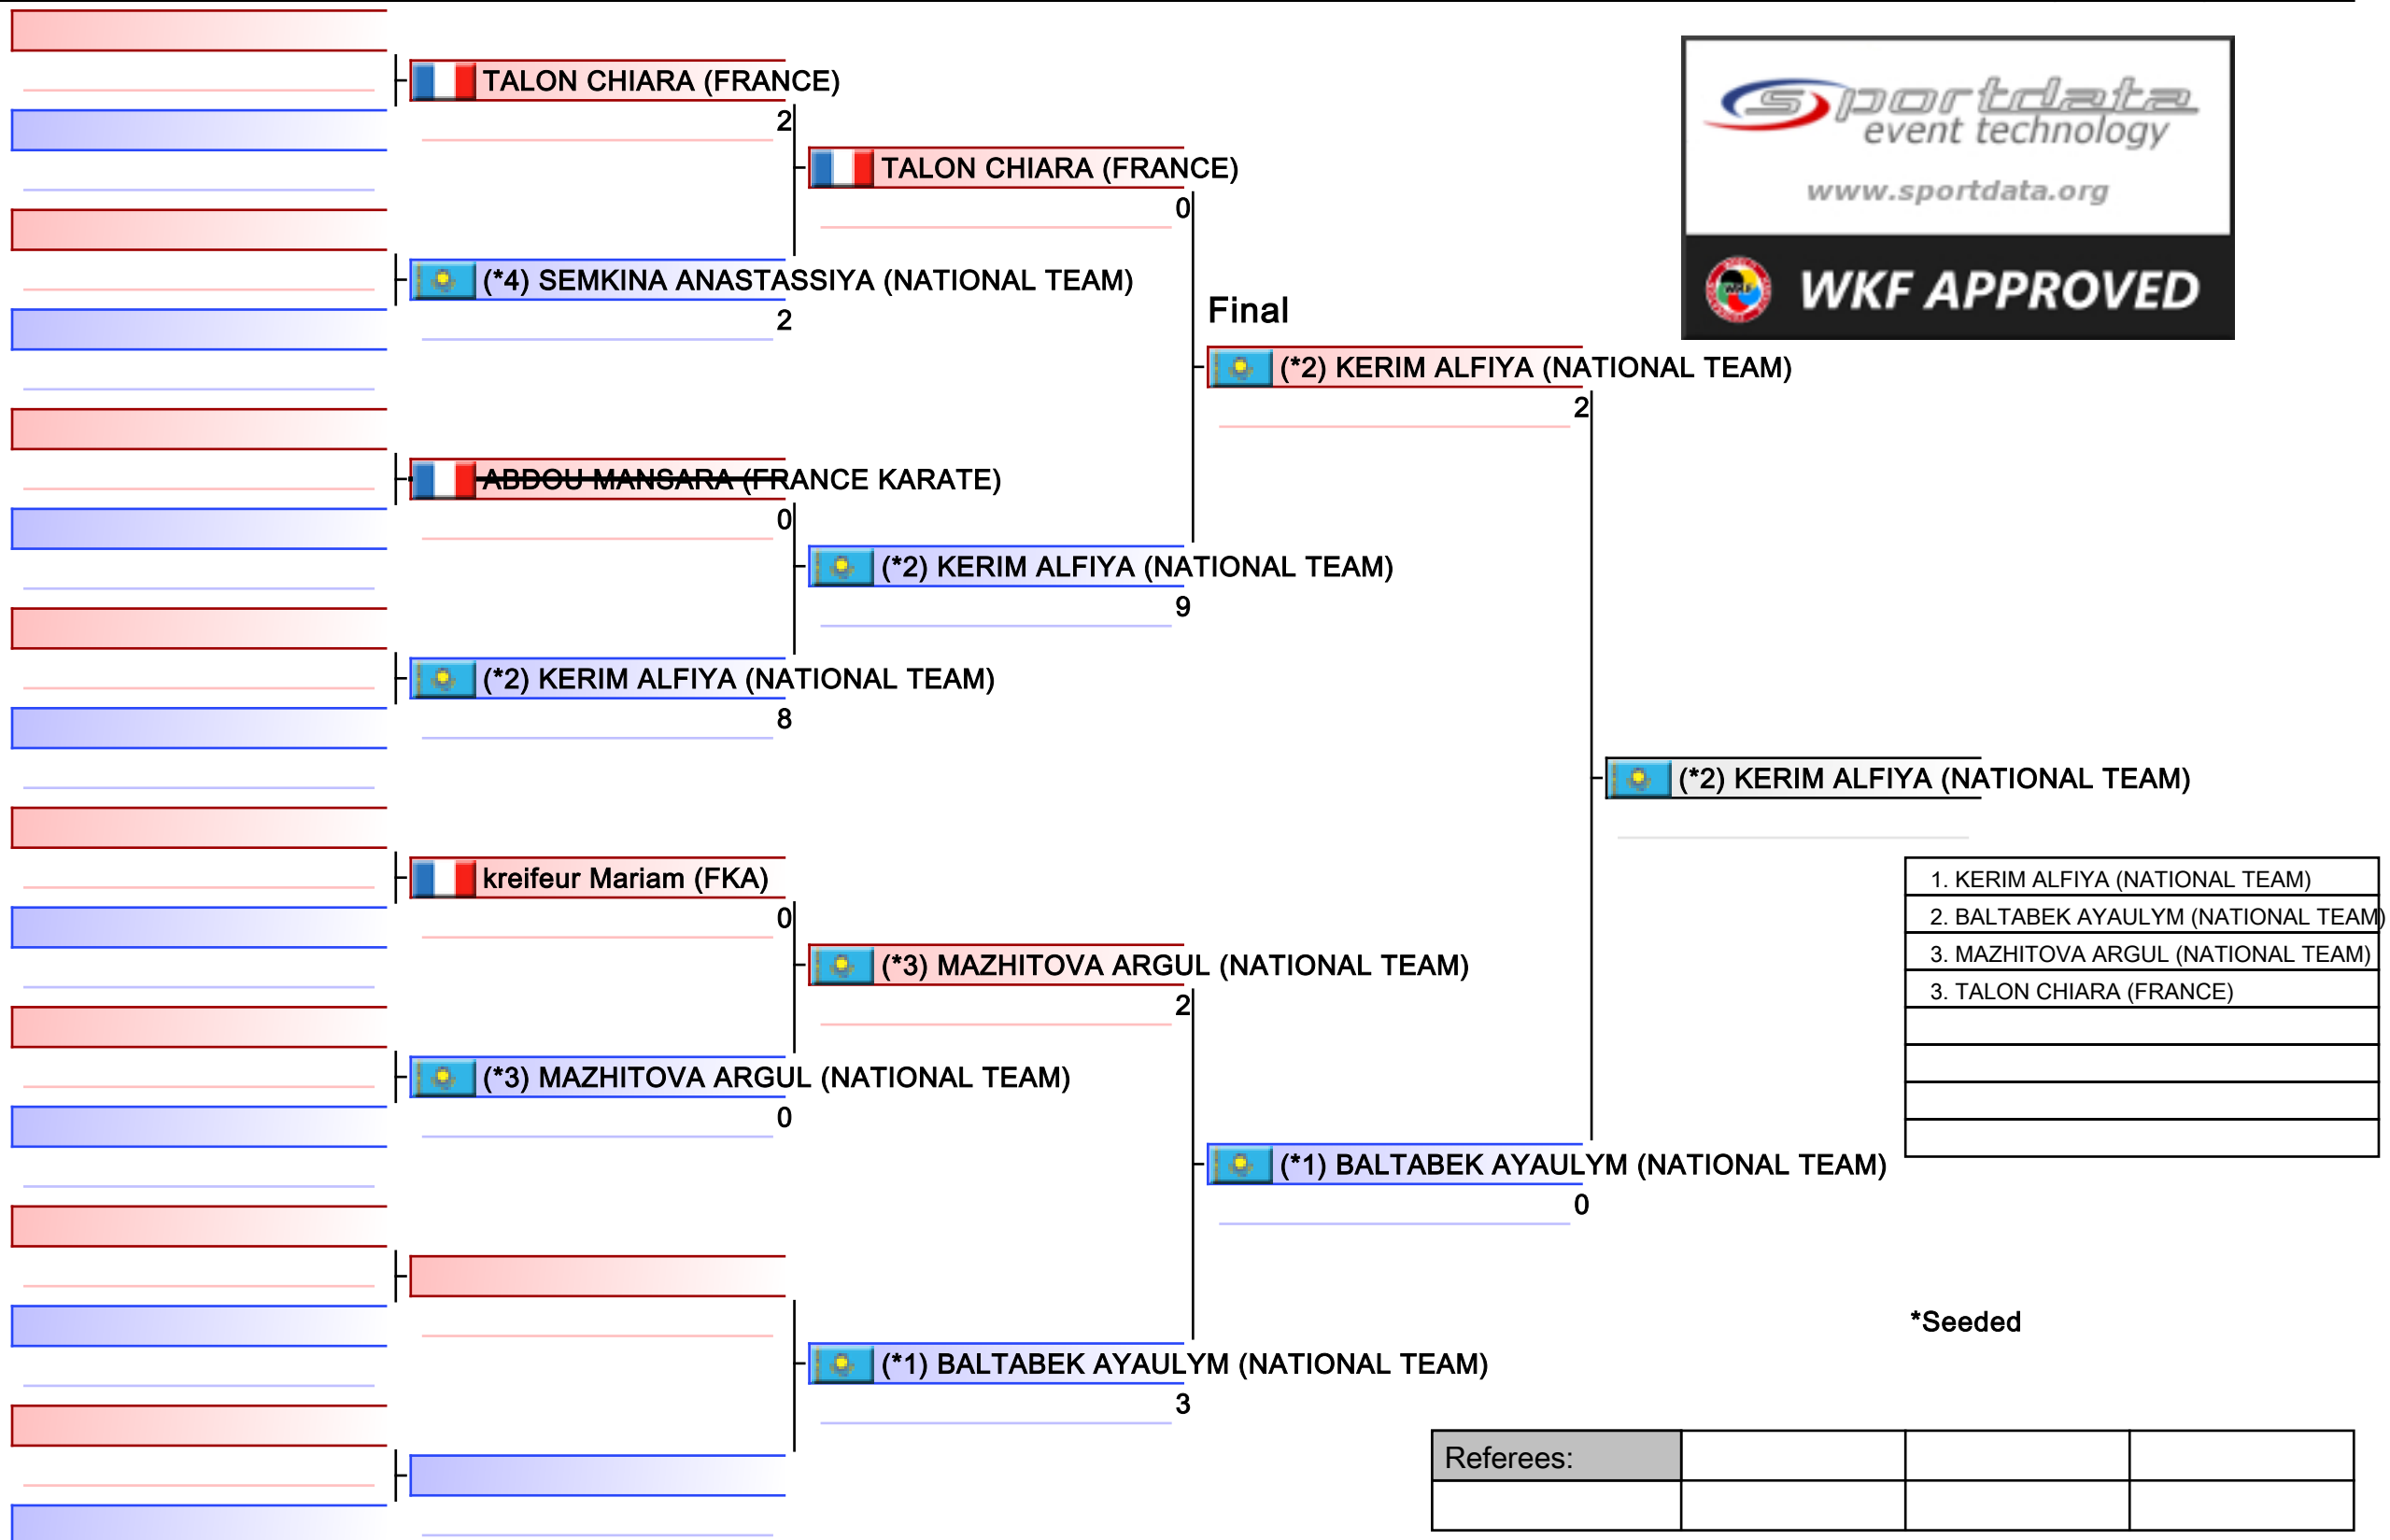 TALON CHIARA (FRANCE)
2
TALON CHIARA (FRANCE)
0
(*4) SEMKINA ANASTASSIYA (NATIONAL TEAM)
2
Final
(*2) KERIM ALFIYA (NATIONAL TEAM)
2
ABDOU MANSARA (FRANCE KARATE)
0
(*2) KERIM ALFIYA (NATIONAL TEAM)
9
(*2) KERIM ALFIYA (NATIONAL TEAM)
8
(*2) KERIM ALFIYA (NATIONAL TEAM)
kreifeur Mariam (FKA)
0
(*3) MAZHITOVA ARGUL (NATIONAL TEAM)
2
(*3) MAZHITOVA ARGUL (NATIONAL TEAM)
0
(*1) BALTABEK AYAULYM (NATIONAL TEAM)
0
(*1) BALTABEK AYAULYM (NATIONAL TEAM)
3
sportdata
event technology
www.sportdata.org
WKF
WKF APPROVED
1. KERIM ALFIYA (NATIONAL TEAM)
2. BALTABEK AYAULYM (NATIONAL TEAM)
3. MAZHITOVA ARGUL (NATIONAL TEAM)
3. TALON CHIARA (FRANCE)
*Seeded
Referees: